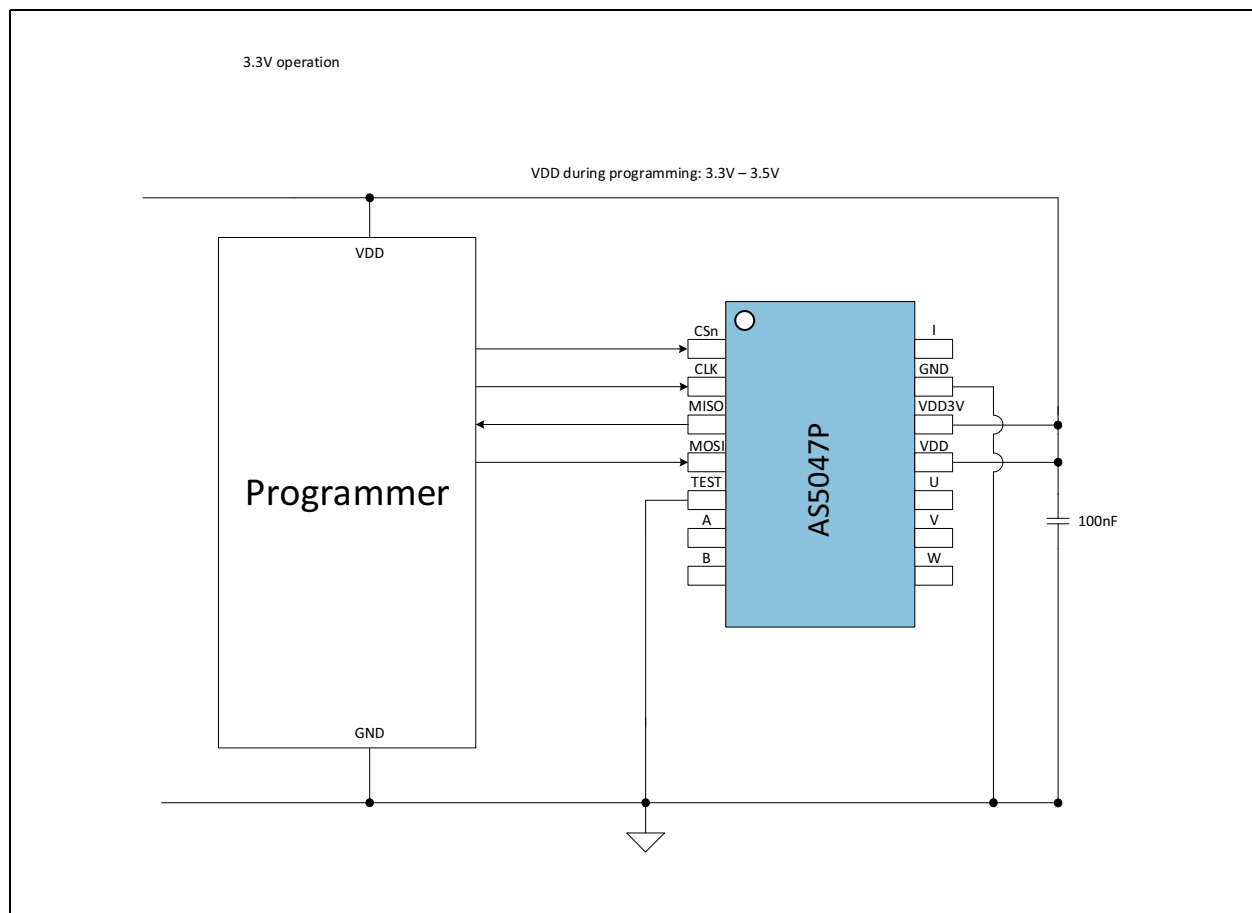 3.3V operation
VDD during programming: 3.3V – 3.5V
VDD
Programmer
GND
CSn
CLK
MISO
MOSI
TEST
A
B
AS5047P
I
GND
VDD3V
VDD
U
V
W
100nF